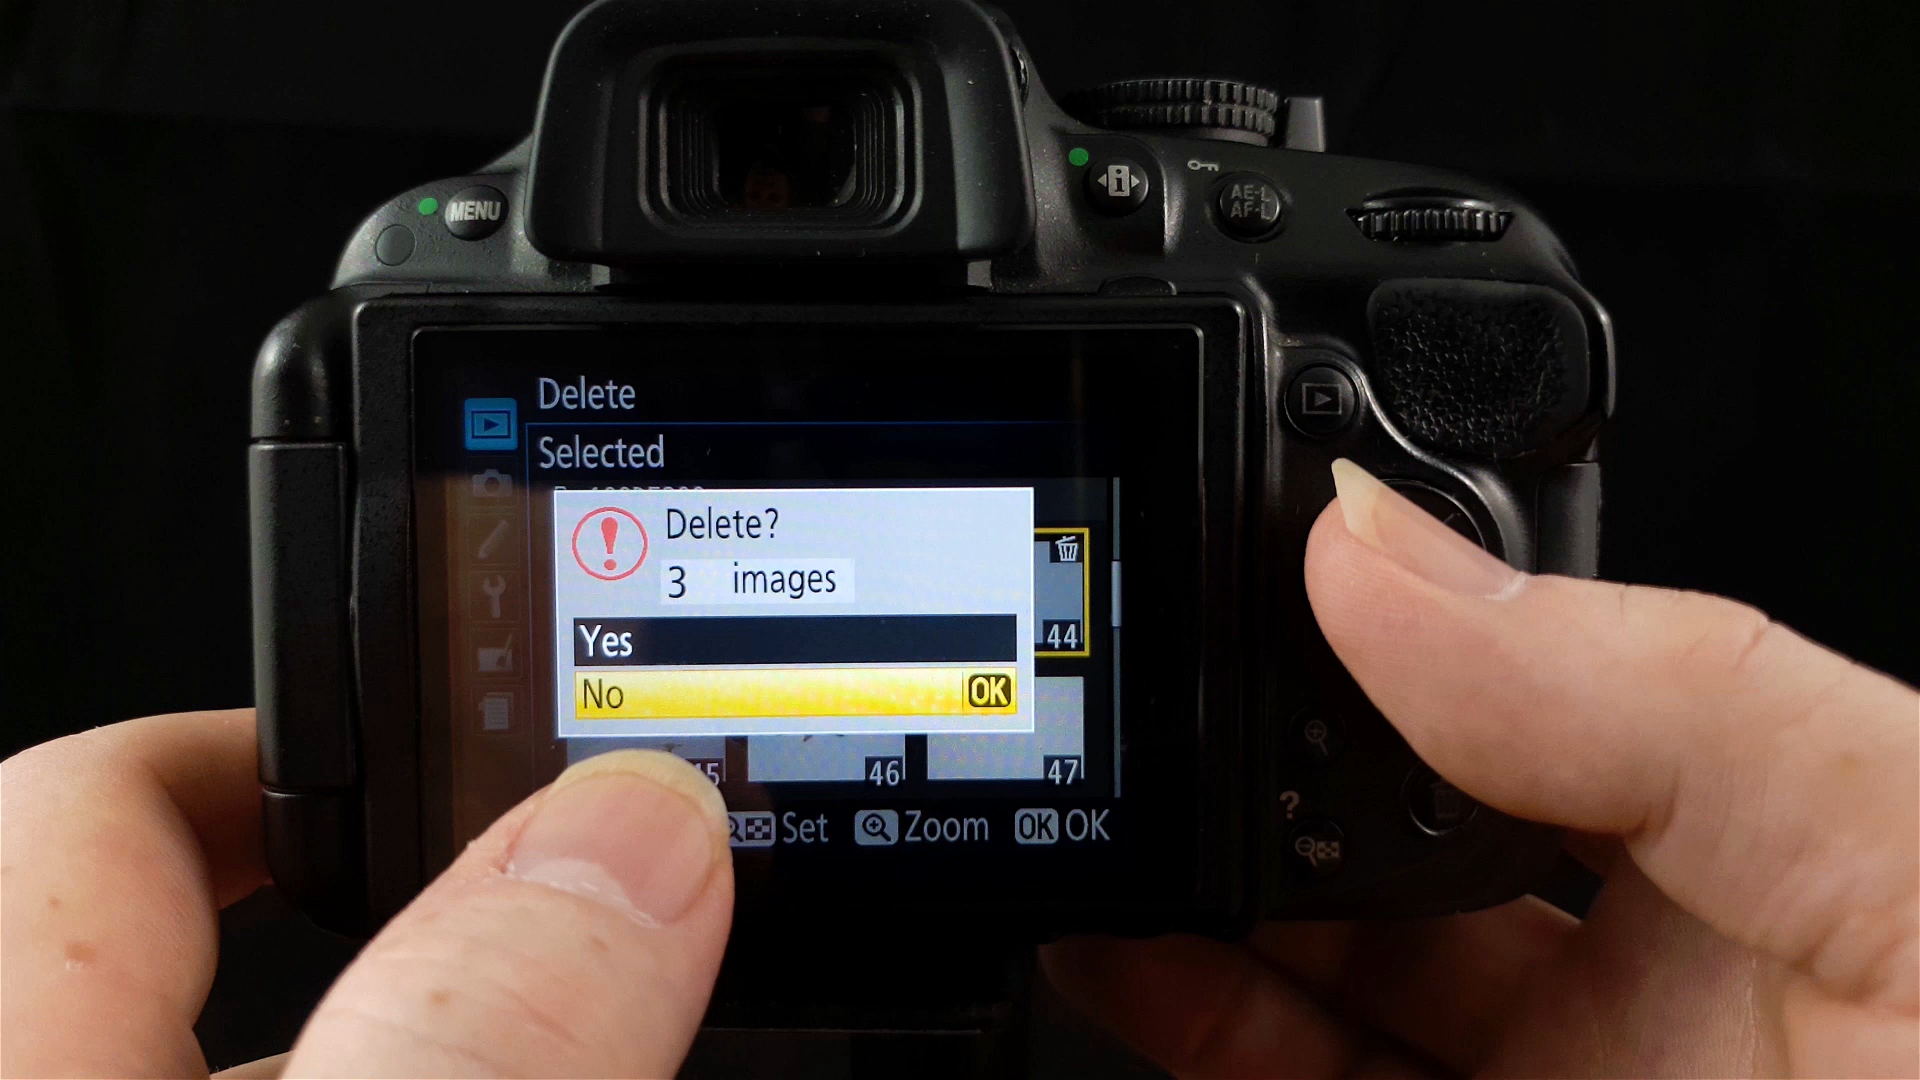 MENU
i
AE-L
AF-L
Delete
Selected
Delete?
3 images
Yes
No OK
44
46
47
Set Zoom OK OK
?